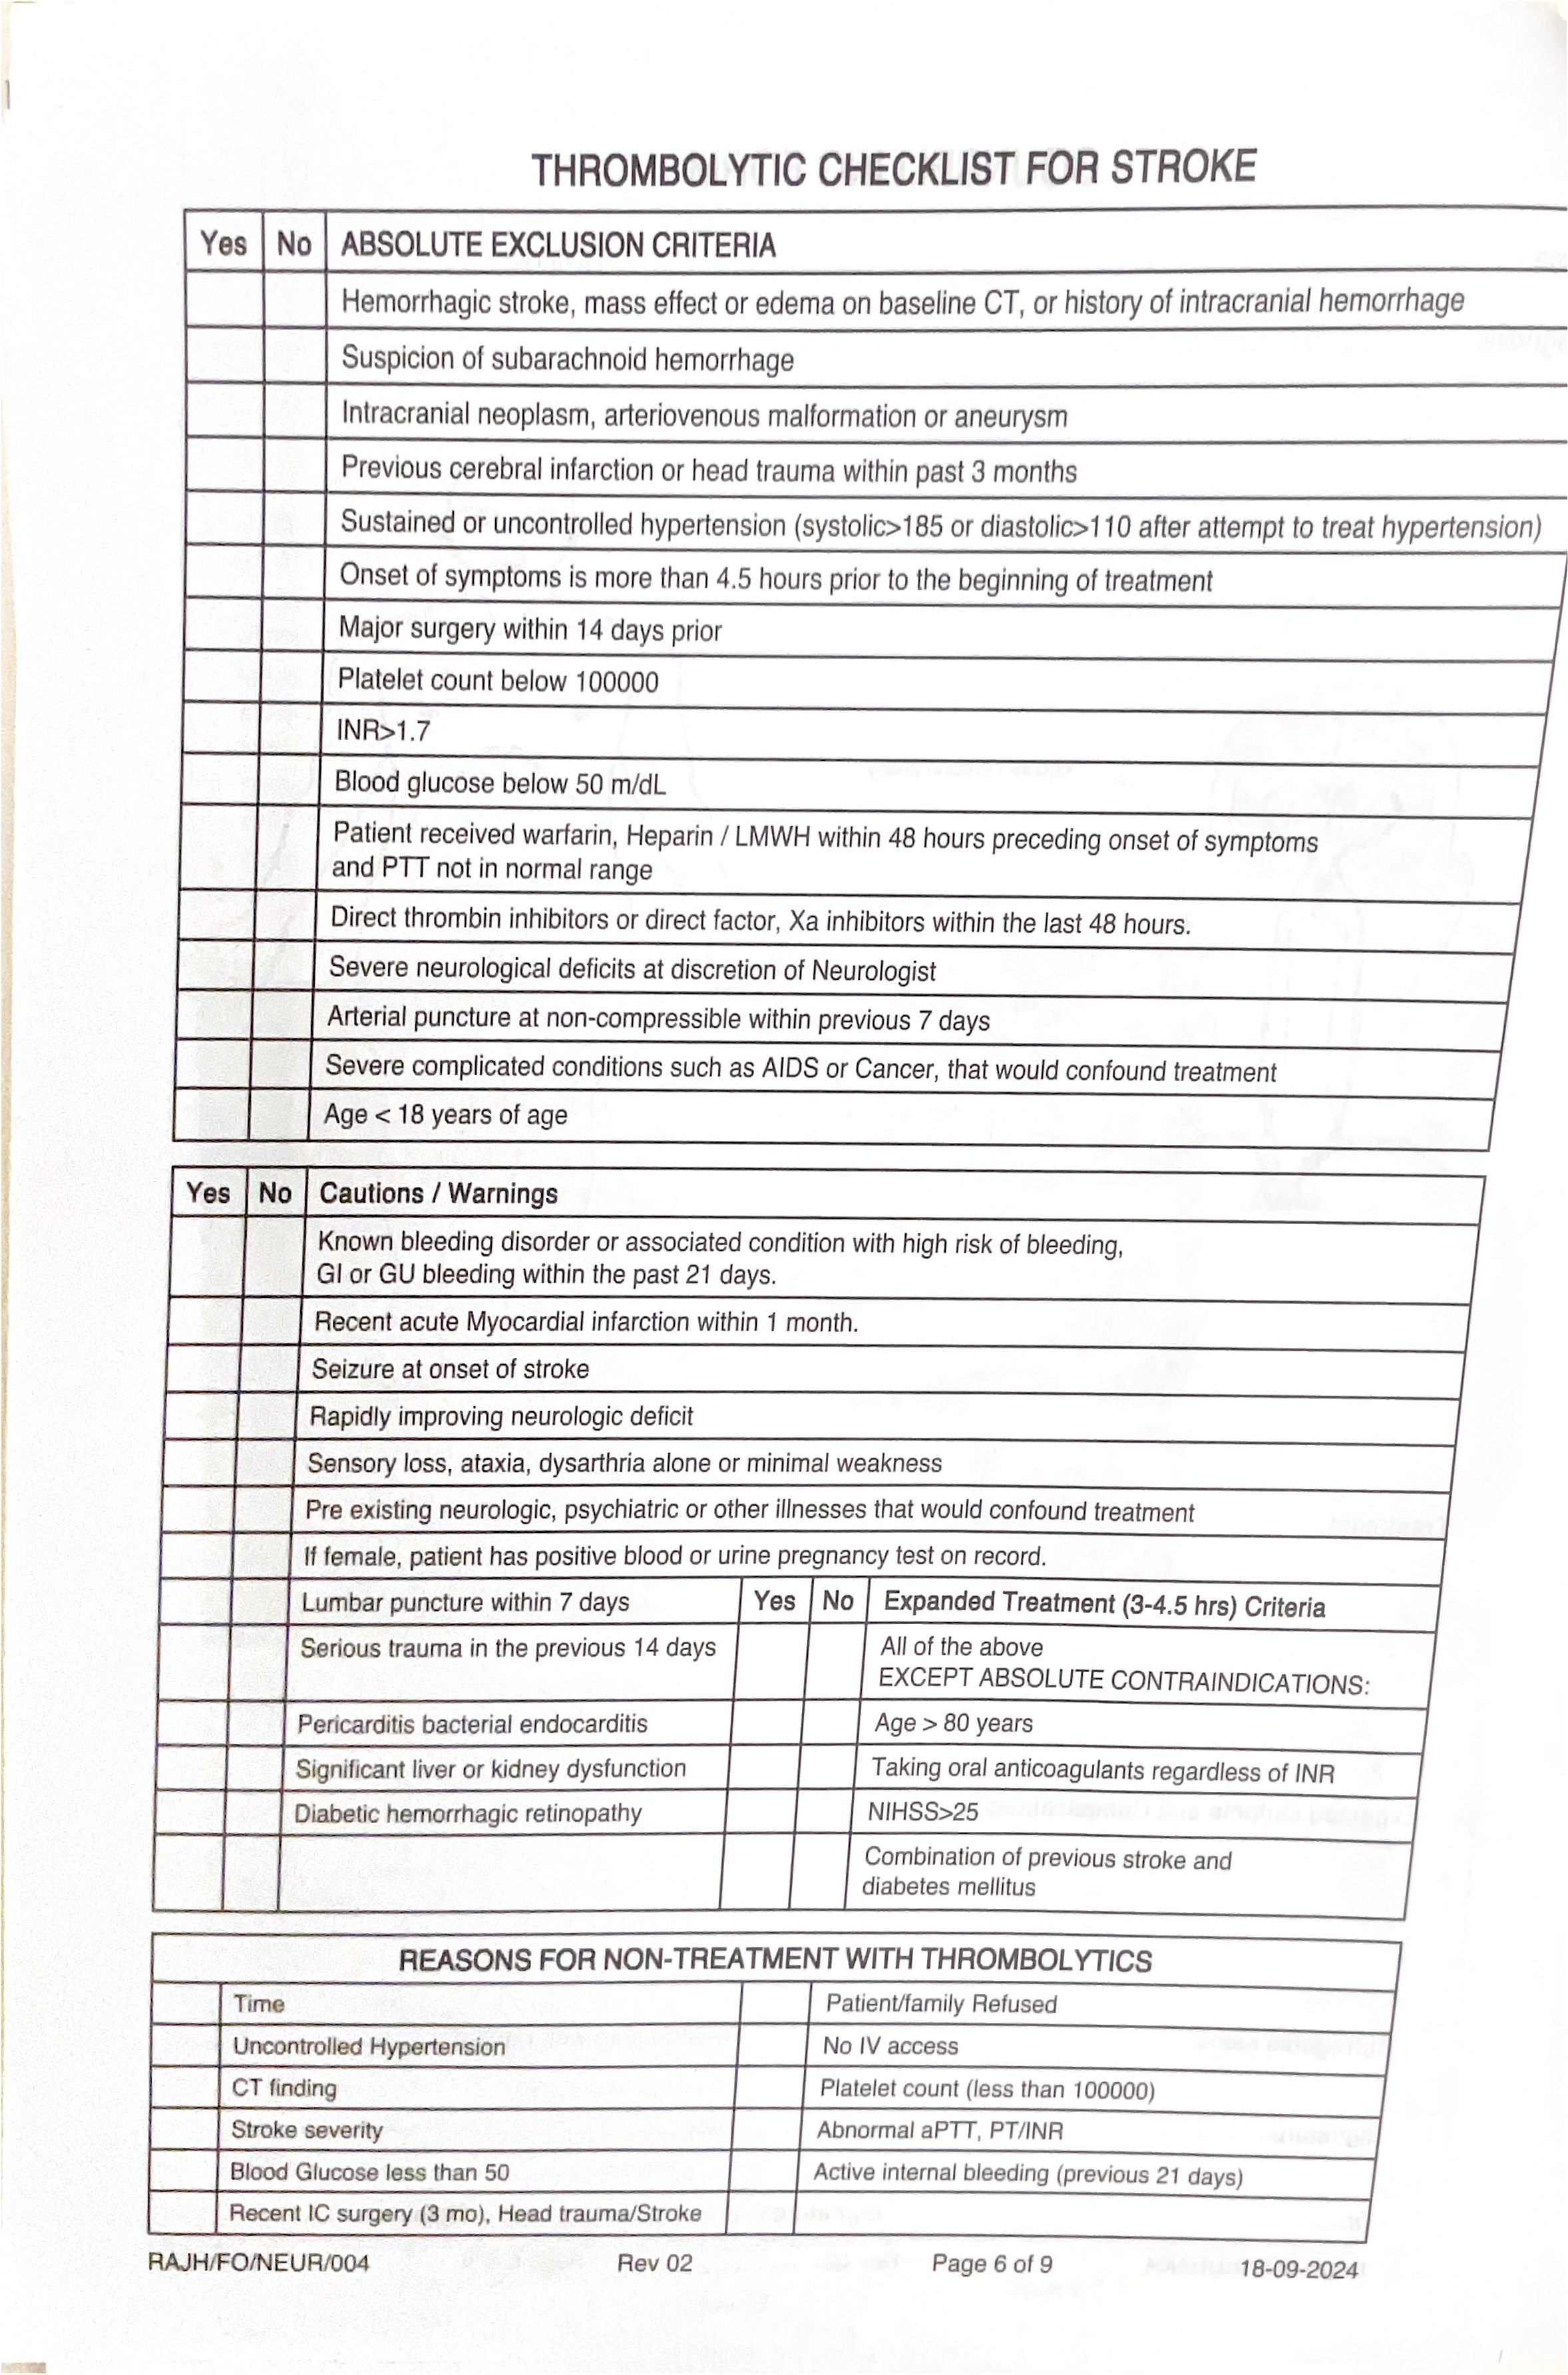 THROMBOLYTIC CHECKLIST FOR STROKE
Yes No ABSOLUTE EXCLUSION CRITERIA
Hemorrhagic stroke, mass effect or edema on baseline CT, or history of intracranial hemorrhage
Suspicion of subarachnoid hemorrhage
Intracranial neoplasm, arteriovenous malformation or aneurysm
Previous cerebral infarction or head trauma within past 3 months
Sustained or uncontrolled hypertension (systolic>185 or diastolic>110 after attempt to treat hypertension)
Onset of symptoms is more than 4.5 hours prior to the beginning of treatment
Major surgery within 14 days prior
Platelet count below 100000
INR>1.7
Blood glucose below 50 m/dL
Patient received warfarin, Heparin / LMWH within 48 hours preceding onset of symptoms
and PTT not in normal range
Direct thrombin inhibitors or direct factor, Xa inhibitors within the last 48 hours.
Severe neurological deficits at discretion of Neurologist
Arterial puncture at non-compressible within previous 7 days
Severe complicated conditions such as AIDS or Cancer, that would confound treatment
Age < 18 years of age
Yes No Cautions / Warnings
Known bleeding disorder or associated condition with high risk of bleeding,
GI or GU bleeding within the past 21 days.
Recent acute Myocardial infarction within 1 month.
Seizure at onset of stroke
Rapidly improving neurologic deficit
Sensory loss, ataxia, dysarthria alone or minimal weakness
Pre existing neurologic, psychiatric or other illnesses that would confound treatment
If female, patient has positive blood or urine pregnancy test on record.
Lumbar puncture within 7 days Yes No Expanded Treatment (3-4.5 hrs) Criteria
Serious trauma in the previous 14 days All of the above
EXCEPT ABSOLUTE CONTRAINDICATIONS:
Pericarditis bacterial endocarditis Age > 80 years
Significant liver or kidney dysfunction Taking oral anticoagulants regardless of INR
Diabetic hemorrhagic retinopathy NIHSS>25
Combination of previous stroke and
diabetes mellitus
REASONS FOR NON-TREATMENT WITH THROMBOLYTICS
Time Patient/family Refused
Uncontrolled Hypertension No IV access
CT finding Platelet count (less than 100000)
Stroke severity Abnormal aPTT, PT/INR
Blood Glucose less than 50 Active internal bleeding (previous 21 days)
Recent IC surgery (3 mo), Head trauma/Stroke
RAJH/FO/NEUR/004 Rev 02 Page 6 of 9 18-09-2024